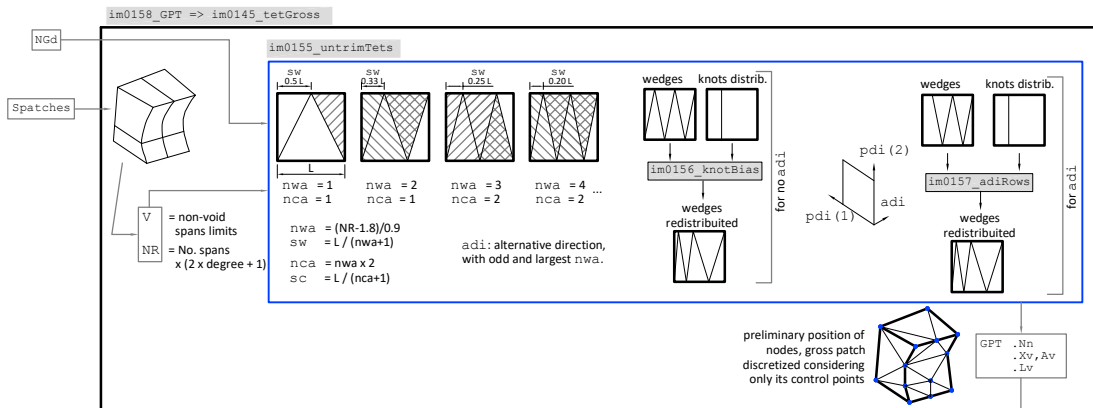 im0158_GPT => im0145_tetGross
NGd
Spatches
V = non-void
spans limits
NR = No. spans
x (2 x degree + 1)
im0155_untrimTets
sw
0.5 L
sw
0.33 L
sw
0.25 L
sw
0.20 L
L
nwa = 1
nca = 1
nwa = 2
nca = 1
nwa = 3
nca = 2
nwa = 4 ...
nca = 2
nwa = (NR-1.8)/0.9
sw = L / (nwa+1)
nca = nwa x 2
sc = L / (nca+1)
adi: alternative direction,
with odd and largest nwa.
wedges
knots distrib.
im0156_knotBias
wedges
redistribuited
for no adi
pdi(2)
pdi(1)
adi
wedges
knots distrib.
im0157_adiRows
wedges
redistribuited
for adi
preliminary position of
nodes, gross patch
discretized considering
only its control points
GPT .Nn
.Xv,Av
.Lv